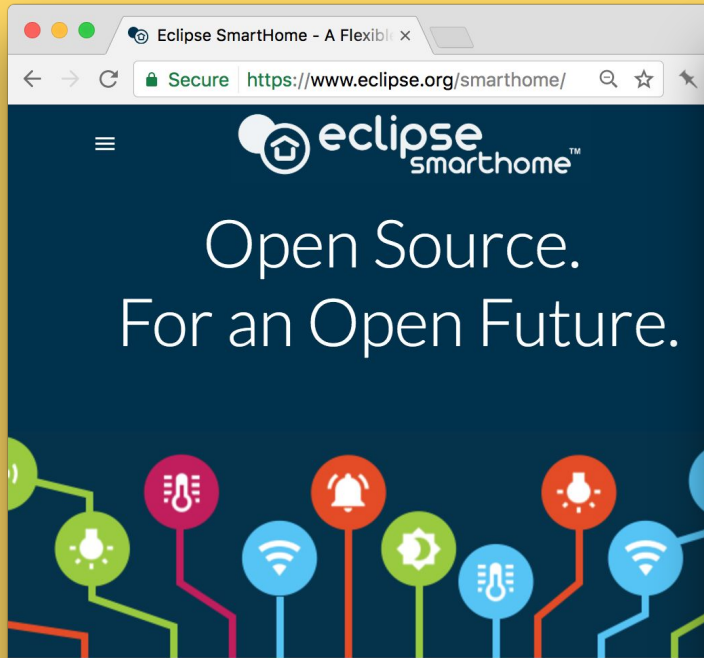 Eclipse SmartHome - A Flexibl
Secure https://www.eclipse.org/smarthome/
eclipse
smarthome™
Open Source.
For an Open Future.